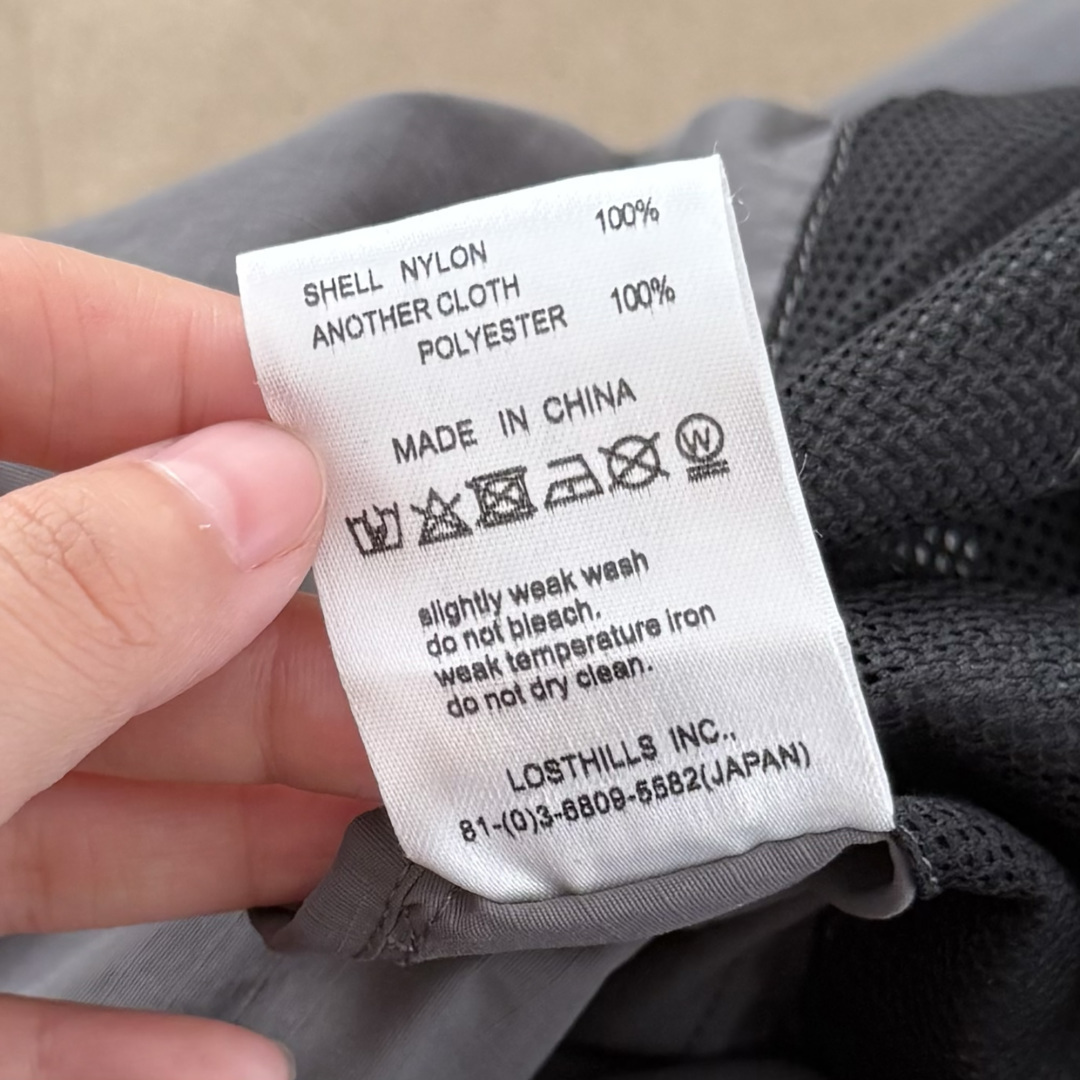 SHELL NYLON 100%
ANOTHER CLOTH
POLYESTER 100%
MADE IN CHINA
W
slightly weak wash
do not bleach.
weak temperature iron
do not dry clean.
LOSTHILLS INC.,
81-(0)3-6809-5582(JAPAN)